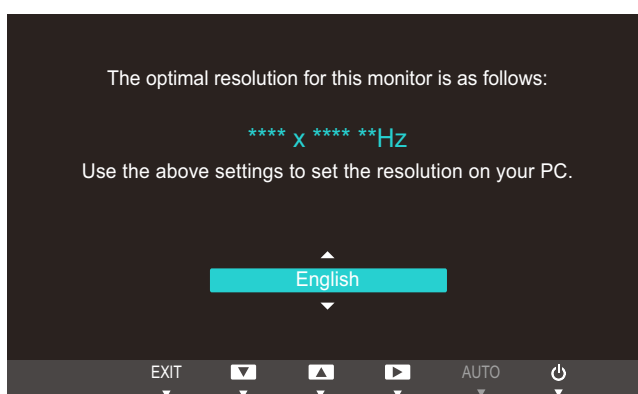 The optimal resolution for this monitor is as follows:
**** x **** **Hz
Use the above settings to set the resolution on your PC.
English
EXIT AUTO